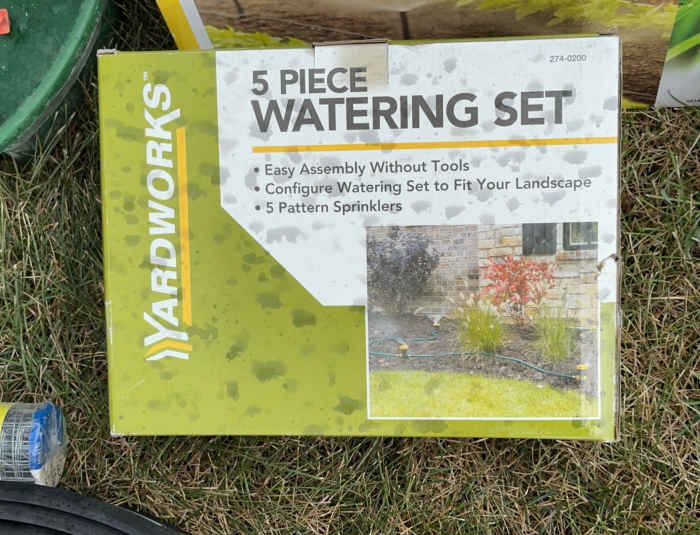 YARDWORKS™
274-0200
5 PIECE
WATERING SET
• Easy Assembly Without Tools
• Configure Watering Set to Fit Your Landscape
• 5 Pattern Sprinklers